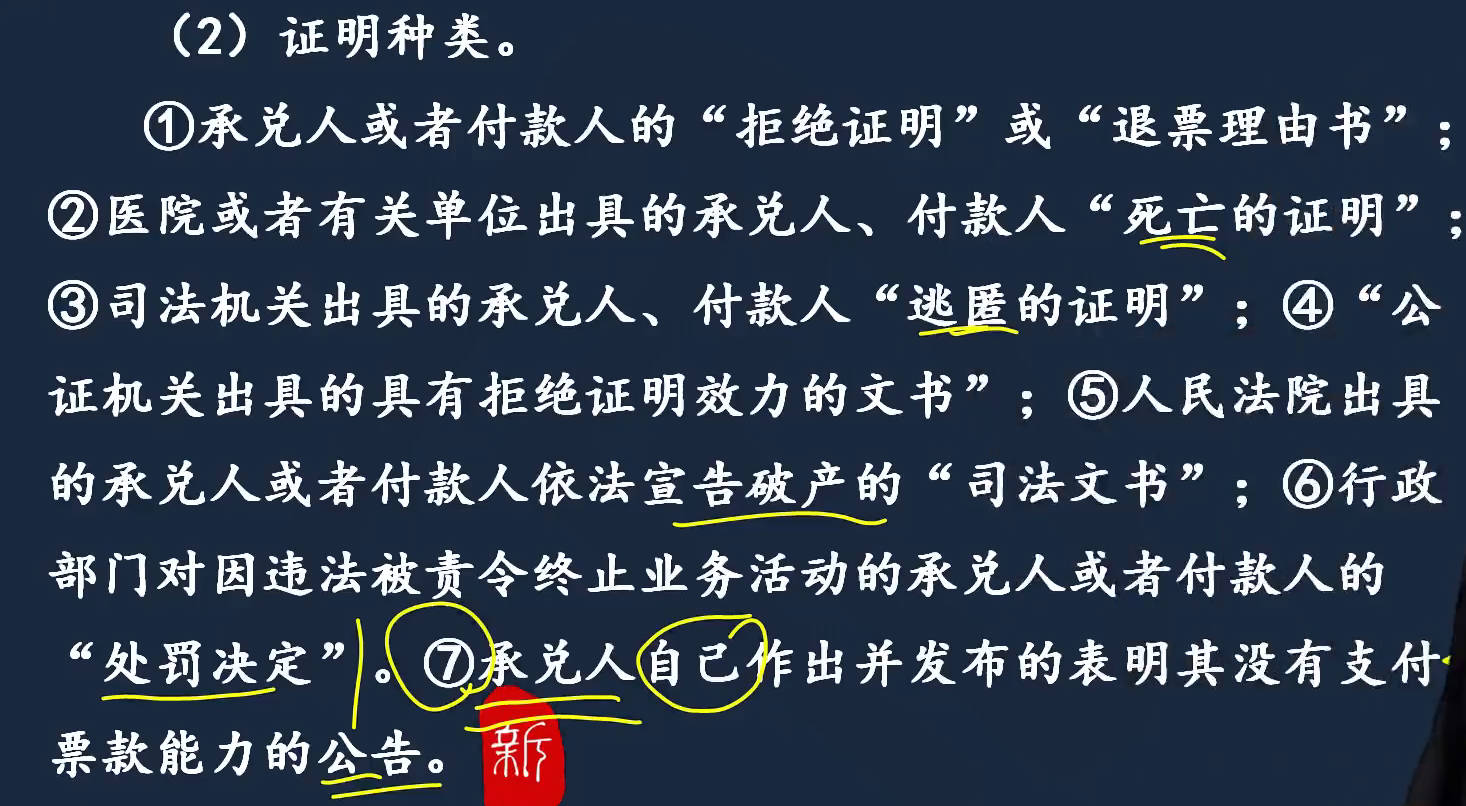 （2）证明种类。
①承兑人或者付款人的“拒绝证明”或“退票理由书”；
②医院或者有关单位出具的承兑人、付款人“死亡的证明”；
③司法机关出具的承兑人、付款人“逃匿的证明”；④“公
证机关出具的具有拒绝证明效力的文书”；⑤人民法院出具
的承兑人或者付款人依法宣告破产的“司法文书”；⑥行政
部门对因违法被责令终止业务活动的承兑人或者付款人的
“处罚决定”。⑦承兑人自己作出并发布的表明其没有支付
票款能力的公告。
新